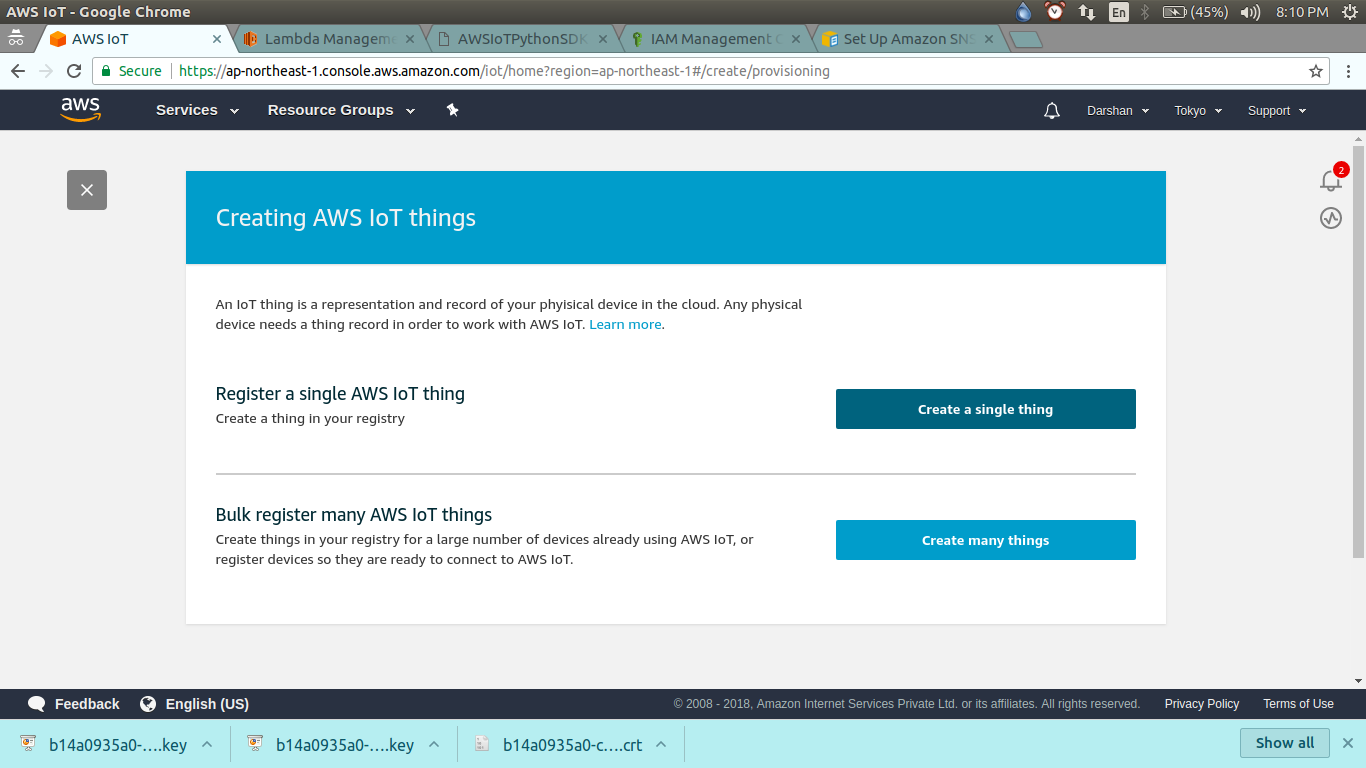 AWS IoT - Google Chrome
En
(45%)
8:10 PM
AWS IoT
Lambda Managem
AWSIoTPythonSDK
IAM Management C
Set Up Amazon SNS
Secure
https://ap-northeast-1.console.aws.amazon.com/iot/home?region=ap-northeast-1#/create/provisioning
aws
Services
Resource Groups
Darshan
Tokyo
Support
2
Creating AWS IoT things
An IoT thing is a representation and record of your phyisical device in the cloud. Any physical
device needs a thing record in order to work with AWS IoT. Learn more.
Register a single AWS IoT thing
Create a thing in your registry
Create a single thing
Bulk register many AWS IoT things
Create things in your registry for a large number of devices already using AWS IoT, or
register devices so they are ready to connect to AWS IoT.
Create many things
Feedback
English (US)
© 2008 - 2018, Amazon Internet Services Private Ltd. or its affiliates. All rights reserved.
Privacy Policy
Terms of Use
b14a0935a0-....key
b14a0935a0-....key
b14a0935a0-c....crt
Show all